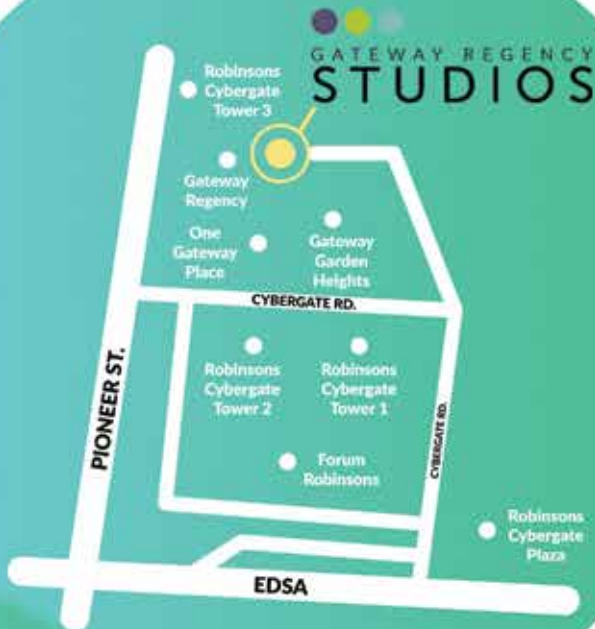 GATEWAY REGENCY
STUDIOS
Robinsons
Cybergate
Tower 3
Gateway
Regency
One
Gateway
Place
Gateway
Garden
Heights
CYBERGATE RD.
Robinsons
Cybergate
Tower 2
Robinsons
Cybergate
Tower 1
PIONEER ST.
CYBERGATE RD.
Forum
Robinsons
Robinsons
Cybergate
Plaza
EDSA